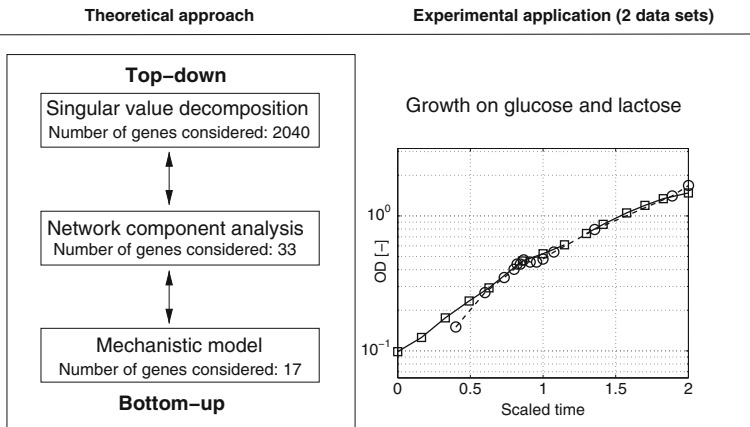 Theoretical approach
Experimental application (2 data sets)
Top–down
Singular value decomposition
Number of genes considered: 2040
Network component analysis
Number of genes considered: 33
Mechanistic model
Number of genes considered: 17
Bottom–up
Growth on glucose and lactose
10⁰
10⁻¹
OD [–]
0 0.5 1 1.5 2
Scaled time